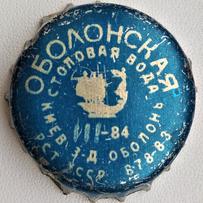 ОБОЛОНСКАЯ
СТОЛОВАЯ ВОДА
III-84
КИЕВ З-Д ОБОЛОНЬ
РСТ УССР 878-83